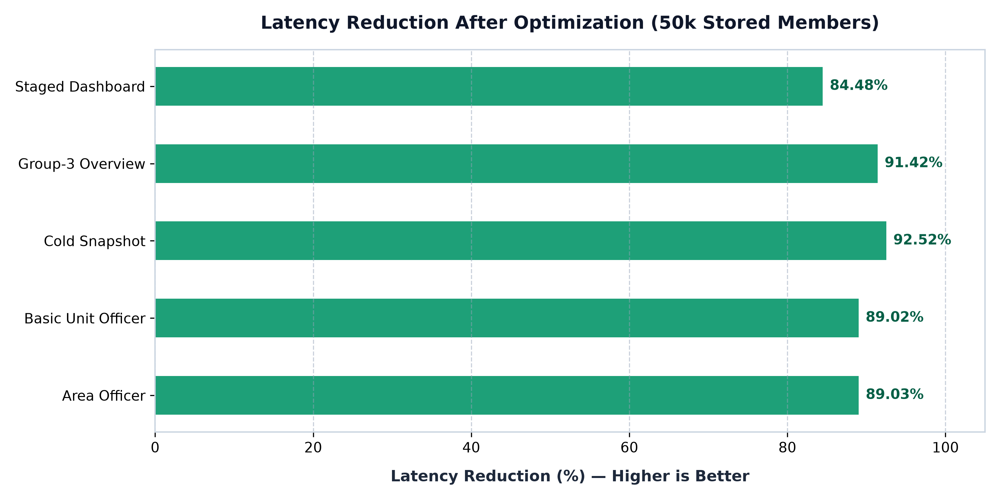 Latency Reduction After Optimization (50k Stored Members)
Staged Dashboard
84.48%
Group-3 Overview
91.42%
Cold Snapshot
92.52%
Basic Unit Officer
89.02%
Area Officer
89.03%
0 20 40 60 80 100
Latency Reduction (%) — Higher is Better